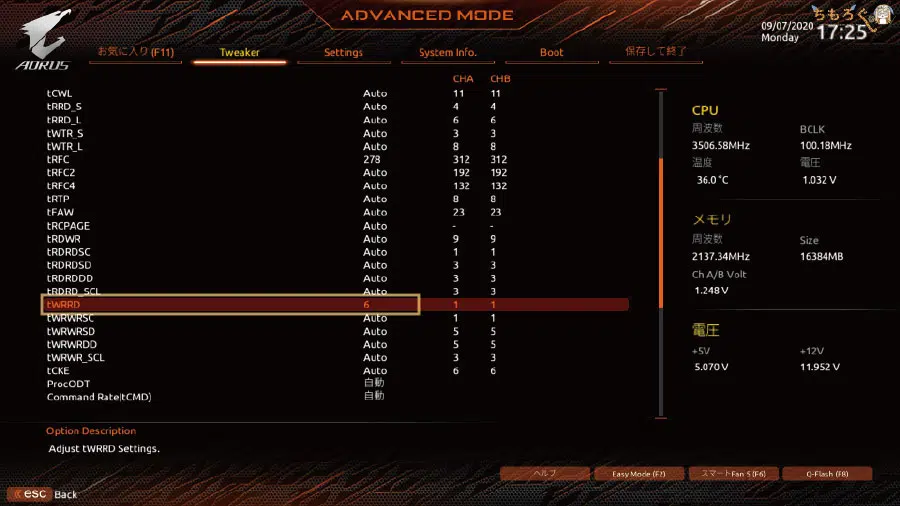 ADVANCED MODE
ちもろぐ
09/07/2020 17:25
Monday
AORUS
お気に入り (F11) Tweaker Settings System Info. Boot 保存して終了
CHA CHB
tCWL Auto 11 11
tRRD_S Auto 4 4
tRRD_L Auto 6 6
tWTR_S Auto 3 3
tWTR_L Auto 8 8
tRFC 278 312 312
tRFC2 Auto 192 192
tRFC4 Auto 132 132
tRTP Auto 8 8
tFAW Auto 23 23
tRCPAGE Auto - -
tRDWR Auto 9 9
tRDRDSC Auto 1 1
tRDRDSD Auto 3 3
tRDRDDD Auto 3 3
tRDRD_SCL Auto 3 3
tWRRD 6 1 1
tWRWRSC Auto 1 1
tWRWRSD Auto 5 5
tWRWRDD Auto 5 5
tWRWR_SCL Auto 3 3
tCKE Auto 6 6
ProcODT 自動
Command Rate(tCMD) 自動
CPU
周波数 BCLK
3506.58MHz 100.18MHz
温度 電圧
36.0 °C 1.032 V
メモリ
周波数 Size
2137.34MHz 16384MB
Ch A/B Volt
1.248 V
電圧
+5V +12V
5.070 V 11.952 V
Option Description
Adjust tWRRD Settings.
ヘルプ Easy Mode (F2) スマートFan 5 (F6) Q-Flash (F8)
esc Back